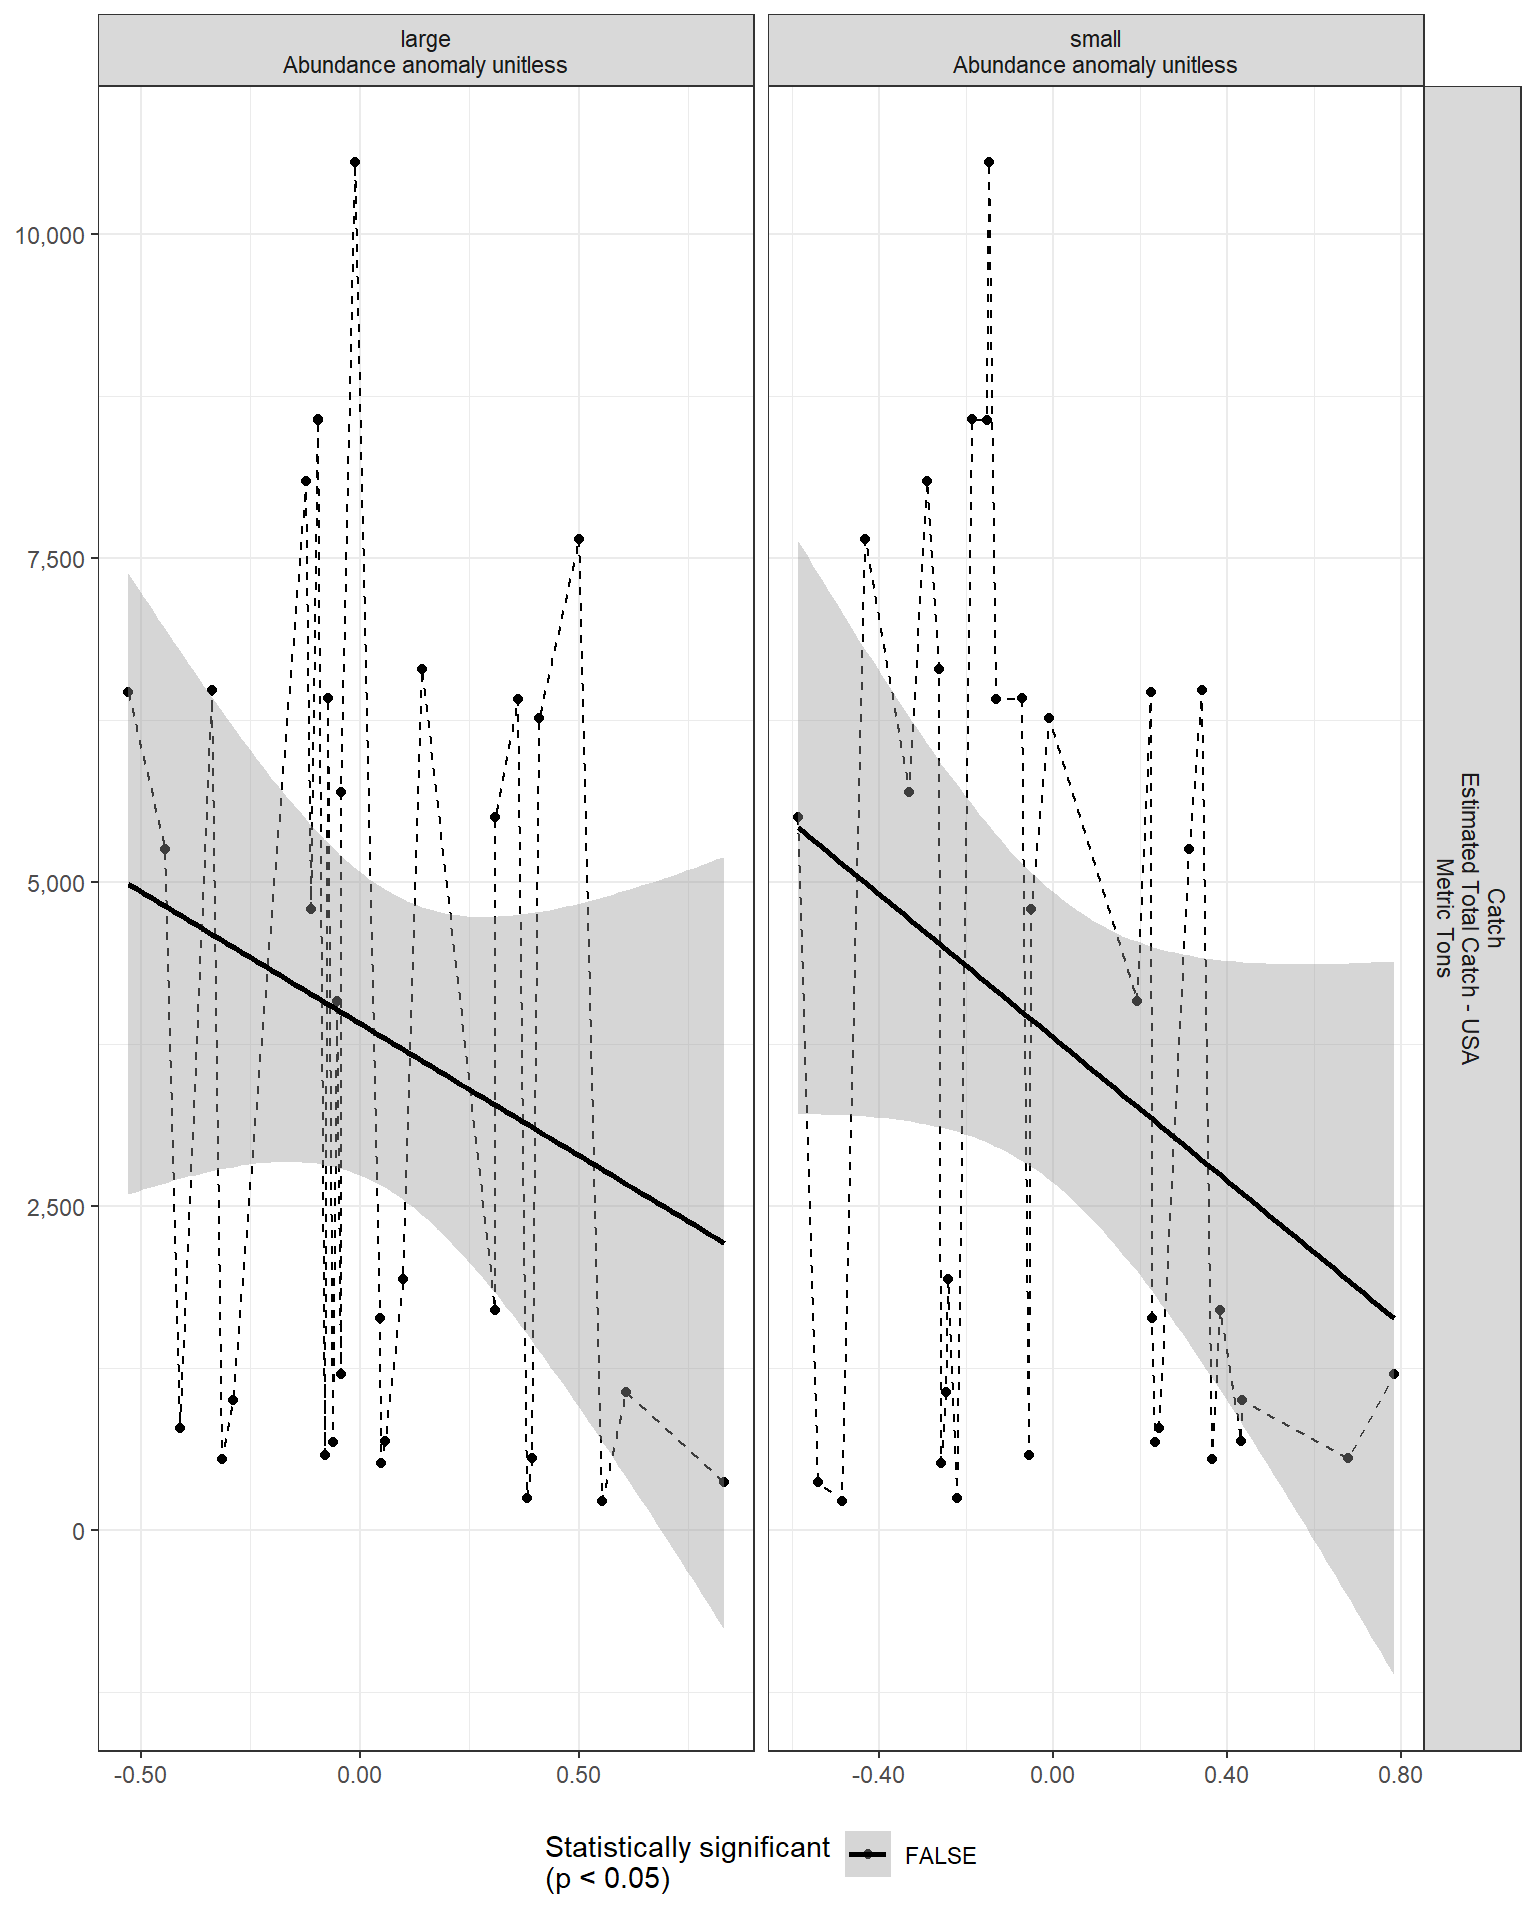 large
Abundance anomaly unitless
small
Abundance anomaly unitless
10,000
7,500
5,000
2,500
0
Catch
Estimated Total Catch - USA
Metric Tons
-0.50
0.00
0.50
-0.40
0.00
0.40
0.80
Statistically significant
(p < 0.05)
FALSE